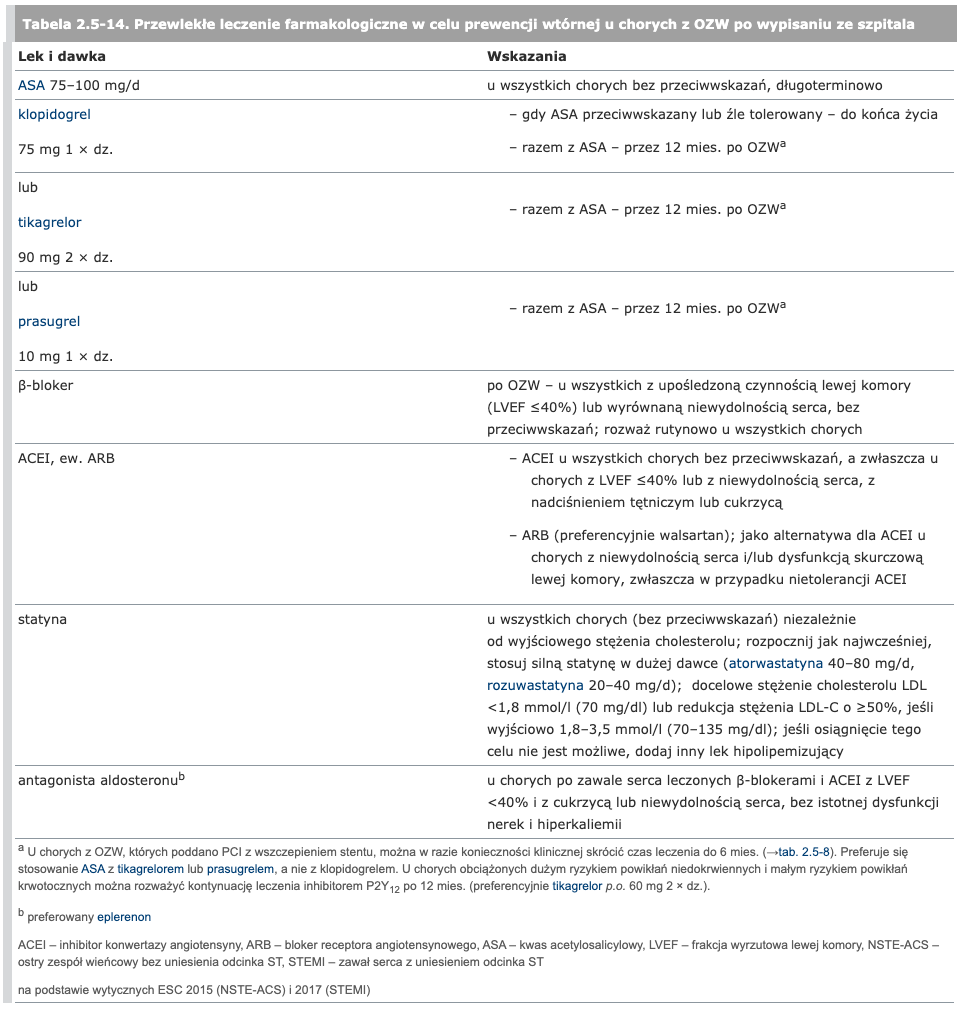 Tabela 2.5-14. Przewlekłe leczenie farmakologiczne w celu prewencji wtórnej u chorych z OZW po wypisaniu ze szpitala
Lek i dawka
Wskazania
ASA 75–100 mg/d
u wszystkich chorych bez przeciwwskazań, długoterminowo
klopidogrel
75 mg 1 × dz.
– gdy ASA przeciwwskazany lub źle tolerowany – do końca życia
– razem z ASA – przez 12 mies. po OZWᵃ
lub
tikagrelor
90 mg 2 × dz.
– razem z ASA – przez 12 mies. po OZWᵃ
lub
prasugrel
10 mg 1 × dz.
– razem z ASA – przez 12 mies. po OZWᵃ
β-bloker
po OZW – u wszystkich z upośledzoną czynnością lewej komory
(LVEF ≤40%) lub wyrównaną niewydolnością serca, bez
przeciwwskazań; rozważ rutynowo u wszystkich chorych
ACEI, ew. ARB
– ACEI u wszystkich chorych bez przeciwwskazań, a zwłaszcza u
chorych z LVEF ≤40% lub z niewydolnością serca, z
nadciśnieniem tętniczym lub cukrzycą
– ARB (preferencyjnie walsartan); jako alternatywa dla ACEI u
chorych z niewydolnością serca i/lub dysfunkcją skurczową
lewej komory, zwłaszcza w przypadku nietolerancji ACEI
statyna
u wszystkich chorych (bez przeciwwskazań) niezależnie
od wyjściowego stężenia cholesterolu; rozpocznij jak najwcześniej,
stosuj silną statynę w dużej dawce (atorwastatyna 40–80 mg/d,
rozuwastatyna 20–40 mg/d); docelowe stężenie cholesterolu LDL
<1,8 mmol/l (70 mg/dl) lub redukcja stężenia LDL-C o ≥50%, jeśli
wyjściowo 1,8–3,5 mmol/l (70–135 mg/dl); jeśli osiągnięcie tego
celu nie jest możliwe, dodaj inny lek hipolipemizujący
antagonista aldosteronuᵇ
u chorych po zawale serca leczonych β-blokerami i ACEI z LVEF
<40% i z cukrzycą lub niewydolnością serca, bez istotnej dysfunkcji
nerek i hiperkaliemii
ᵃ U chorych z OZW, których poddano PCI z wszczepieniem stentu, można w razie konieczności klinicznej skrócić czas leczenia do 6 mies. (→tab. 2.5-8). Preferuje się
stosowanie ASA z tikagrelorem lub prasugrelem, a nie z klopidogrelem. U chorych obciążonych dużym ryzykiem powikłań niedokrwiennych i małym ryzykiem powikłań
krwotocznych można rozważyć kontynuację leczenia inhibitorem P2Y₁₂ po 12 mies. (preferencyjnie tikagrelor p.o. 60 mg 2 × dz.).
ᵇ preferowany eplerenon
ACEI – inhibitor konwertazy angiotensyny, ARB – bloker receptora angiotensynowego, ASA – kwas acetylosalicylowy, LVEF – frakcja wyrzutowa lewej komory, NSTE-ACS –
ostry zespół wieńcowy bez uniesienia odcinka ST, STEMI – zawał serca z uniesieniem odcinka ST
na podstawie wytycznych ESC 2015 (NSTE-ACS) i 2017 (STEMI)